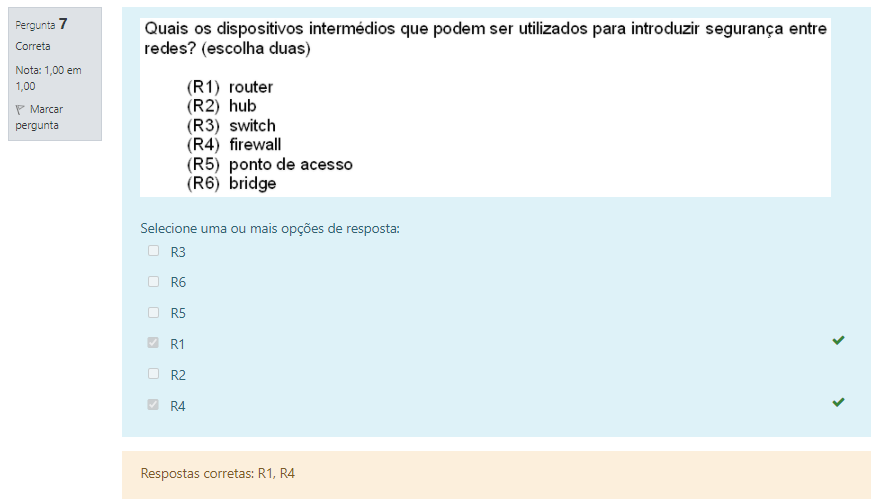 Pergunta 7
Correta
Nota: 1,00 em
1,00
Marcar
pergunta
Quais os dispositivos intermédios que podem ser utilizados para introduzir segurança entre
redes? (escolha duas)
(R1) router
(R2) hub
(R3) switch
(R4) firewall
(R5) ponto de acesso
(R6) bridge
Selecione uma ou mais opções de resposta:
R3
R6
R5
R1
R2
R4
Respostas corretas: R1, R4